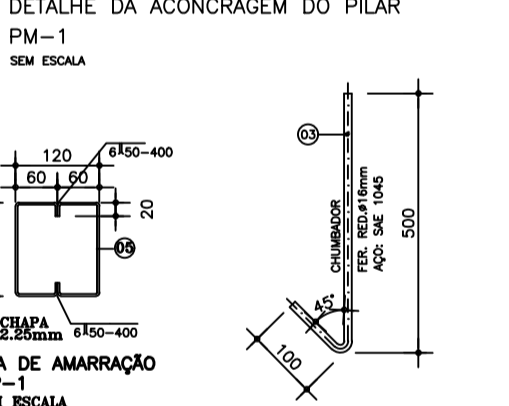 DETALHE DA ACONCRAGEM DO PILAR
PM-1
SEM ESCALA
120
6 50-400
60 60
20
05
CHAPA
2.25mm
6 50-400
DE AMARRAÇÃO
-1
ESCALA
03
CHUMBADOR
FER. RED.ø16mm
AÇO: SAE 1045
500
45°
100